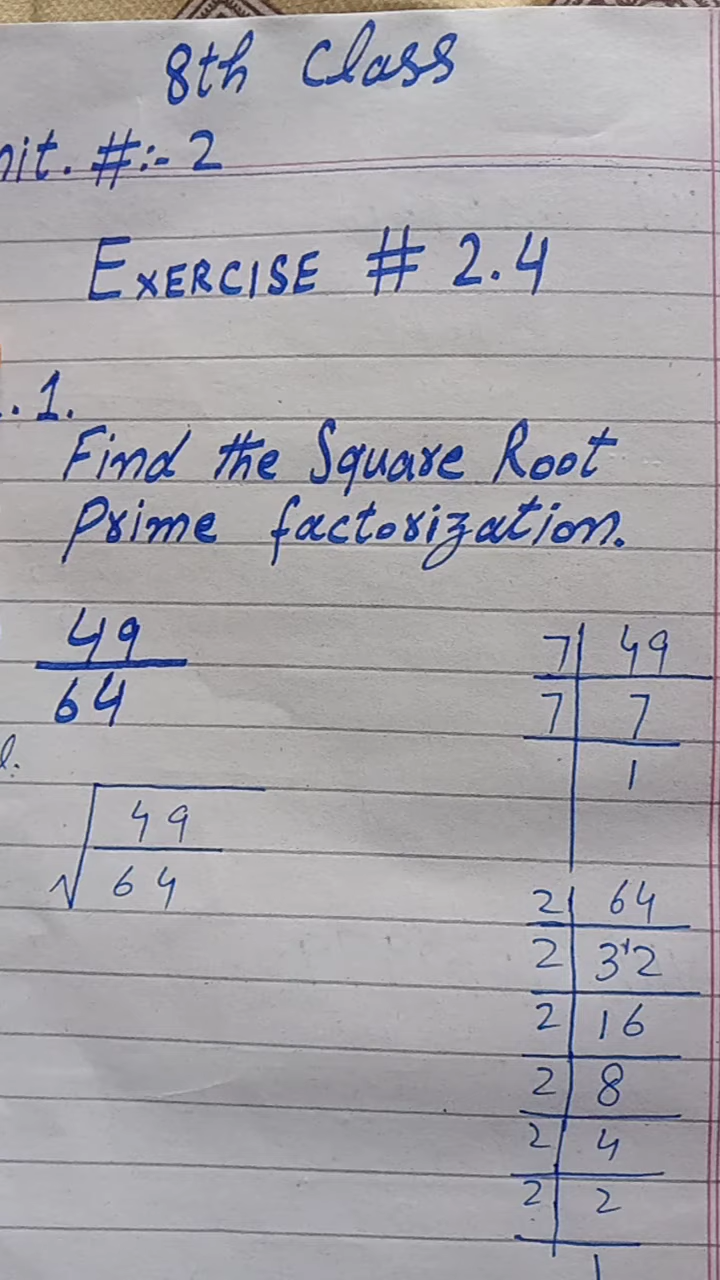 8th Class
nit. #:- 2
EXERCISE # 2.4
.1.
Find the Square Root
Prime factorization.
49
64
7 | 49
7 | 7
1
l.
√49
64
2 | 64
2 | 32
2 | 16
2 | 8
2 | 4
2 | 2
1